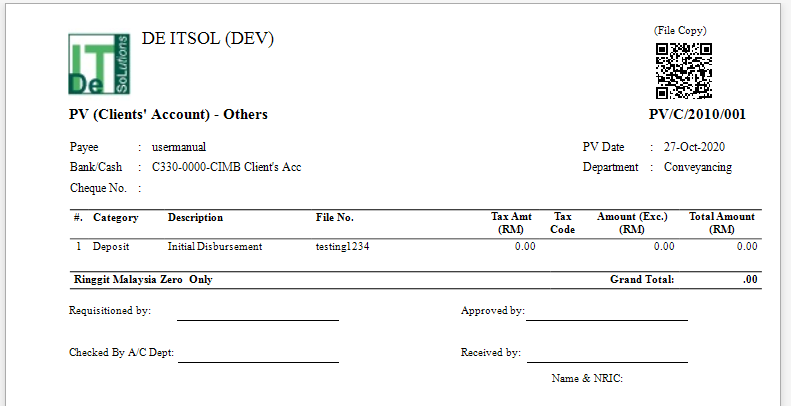 (File Copy)
IT De SoLutions
DE ITSOL (DEV)
PV (Clients' Account) - Others
PV/C/2010/001
Payee : usermanual
PV Date : 27-Oct-2020
Bank/Cash : C330-0000-CIMB Client's Acc
Department : Conveyancing
Cheque No. :
#. Category Description File No. Tax Amt (RM) Tax Code Amount (Exc.) (RM) Total Amount (RM)
1 Deposit Initial Disbursement testing1234 0.00 0.00 0.00
Ringgit Malaysia Zero Only Grand Total: .00
Requisitioned by:
Approved by:
Checked By A/C Dept:
Received by:
Name & NRIC: